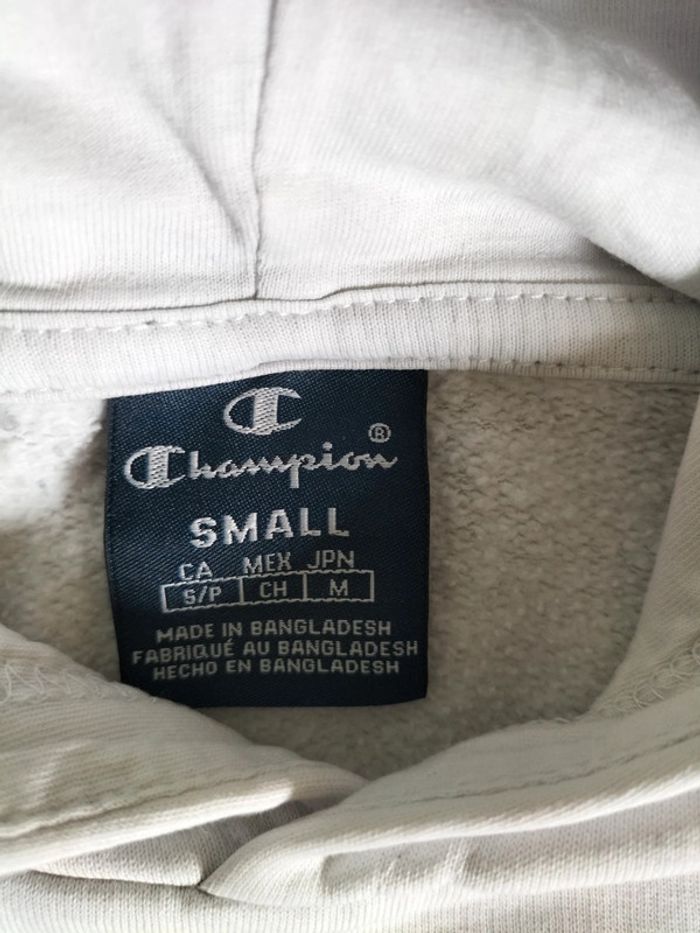 Champion®
SMALL
CA MEX JPN
S/P CH M
MADE IN BANGLADESH
FABRIQUÉ AU BANGLADESH
HECHO EN BANGLADESH